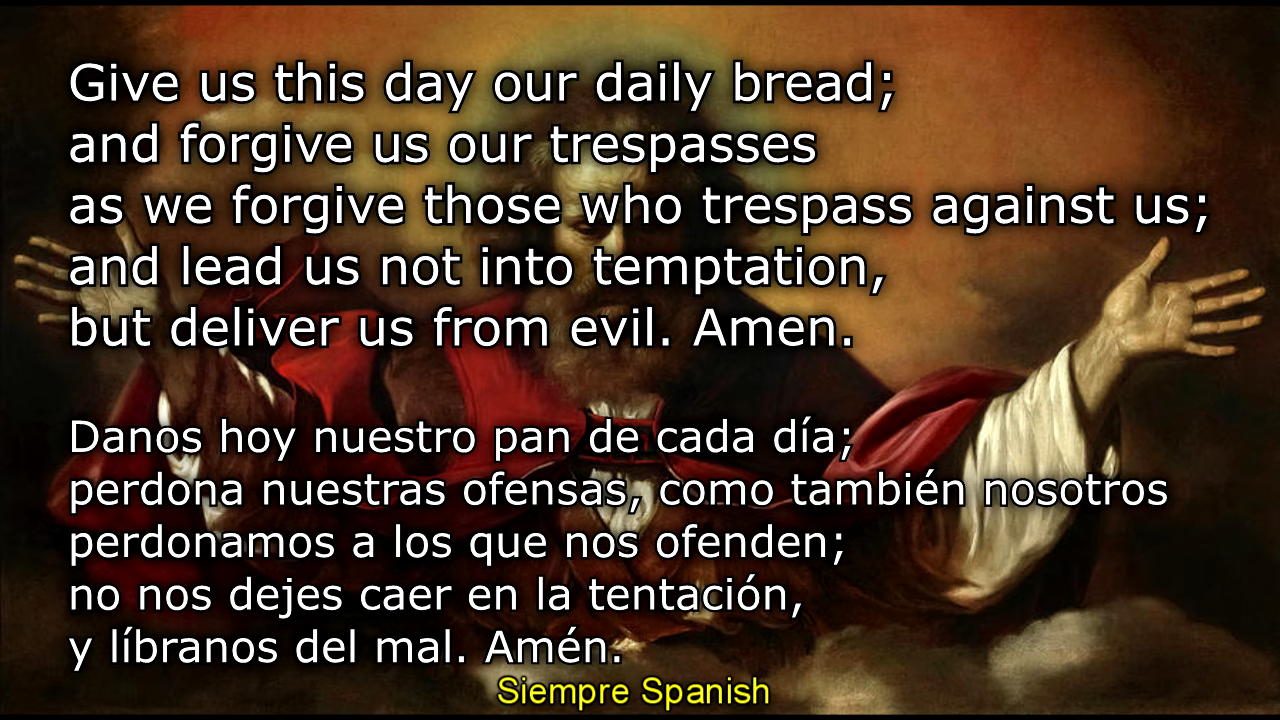 Give us this day our daily bread;
and forgive us our trespasses
as we forgive those who trespass against us;
and lead us not into temptation,
but deliver us from evil. Amen.
Danos hoy nuestro pan de cada día;
perdona nuestras ofensas, como también nosotros
perdonamos a los que nos ofenden;
no nos dejes caer en la tentación,
y líbranos del mal. Amén.
Siempre Spanish